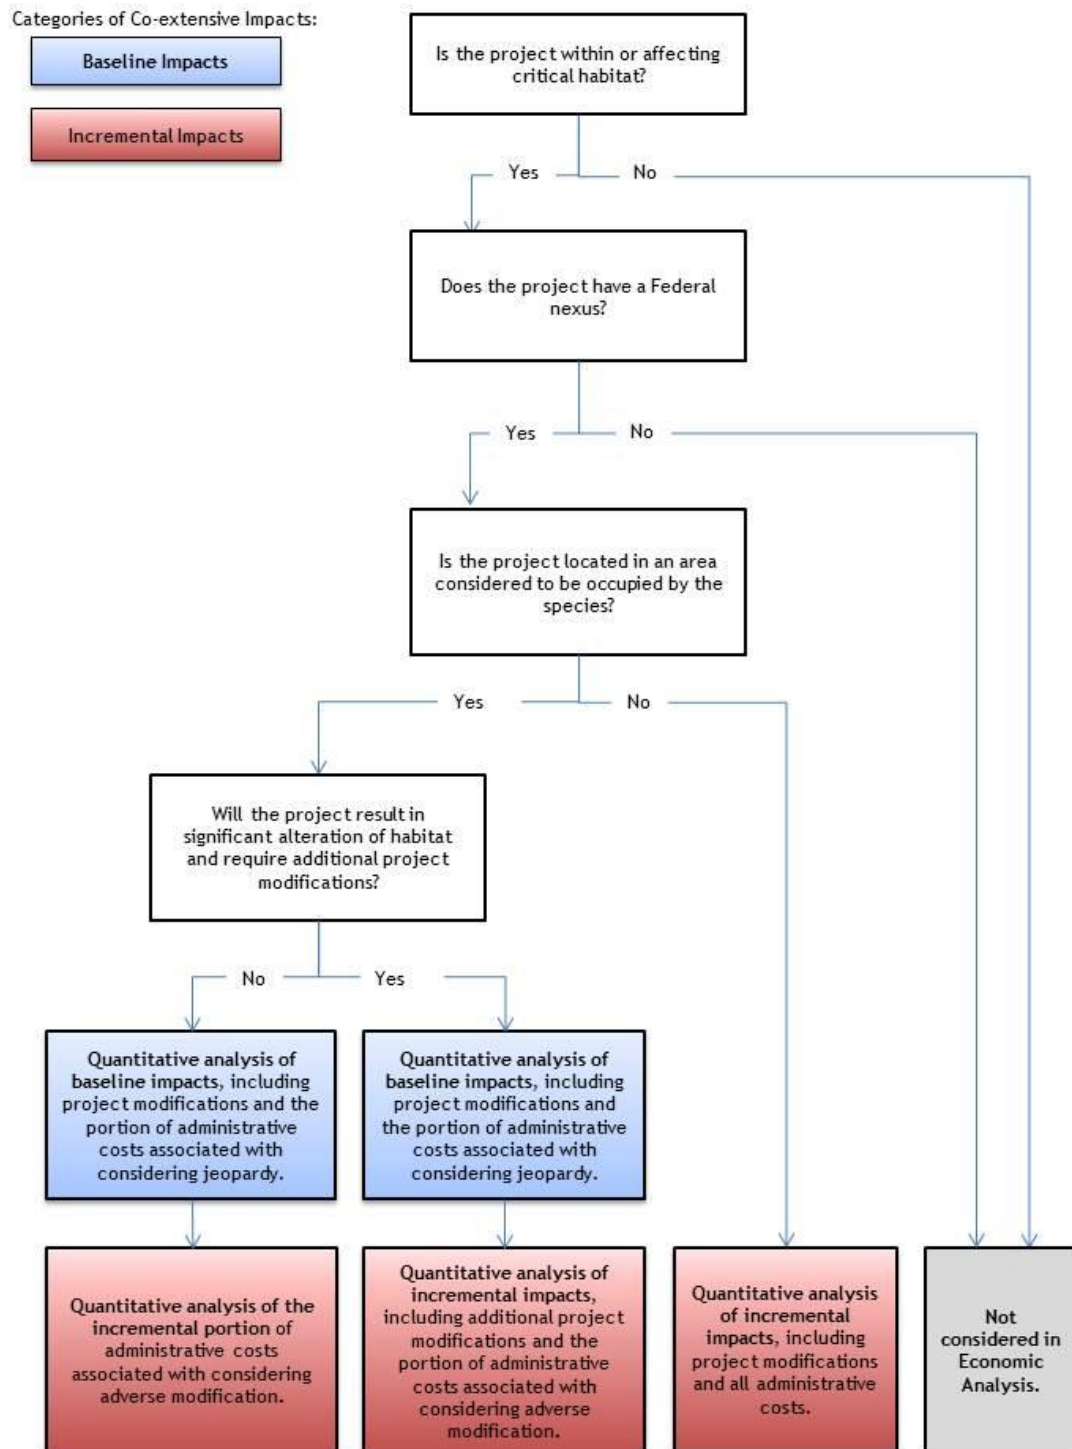 Categories of Co-extensive Impacts:
Baseline Impacts
Incremental Impacts
Is the project within or affecting
critical habitat?
Yes
No
Does the project have a Federal
nexus?
Yes
No
Is the project located in an area
considered to be occupied by the
species?
Yes
No
Will the project result in
significant alteration of habitat
and require additional project
modifications?
No
Yes
Quantitative analysis of
baseline impacts, including
project modifications and the
portion of administrative
costs associated with
considering jeopardy.
Quantitative analysis of
baseline impacts, including
project modifications and
the portion of administrative
costs associated with
considering jeopardy.
Quantitative analysis of the
incremental portion of
administrative costs
associated with considering
adverse modification.
Quantitative analysis of
incremental impacts,
including additional project
modifications and the
portion of administrative
costs associated with
considering adverse
modification.
Quantitative analysis
of incremental
impacts, including
project modifications
and all administrative
costs.
Not
considered in
Economic
Analysis.